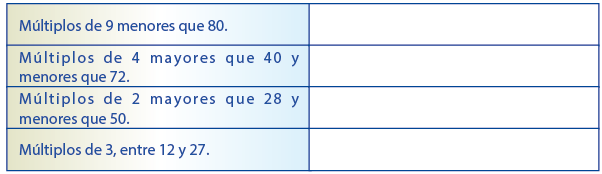 Múltiplos de 9 menores que 80.
Múltiplos de 4 mayores que 40 y
menores que 72.
Múltiplos de 2 mayores que 28 y
menores que 50.
Múltiplos de 3, entre 12 y 27.